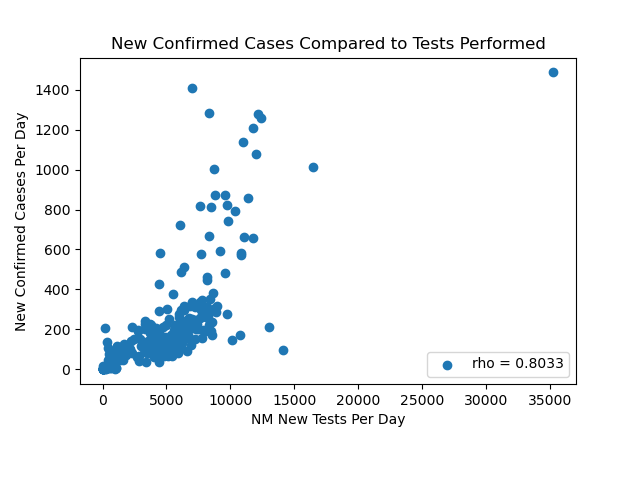 New Confirmed Cases Compared to Tests Performed
New Confirmed Caeses Per Day
1400
1200
1000
800
600
400
200
0
rho = 0.8033
0 5000 10000 15000 20000 25000 30000 35000
NM New Tests Per Day